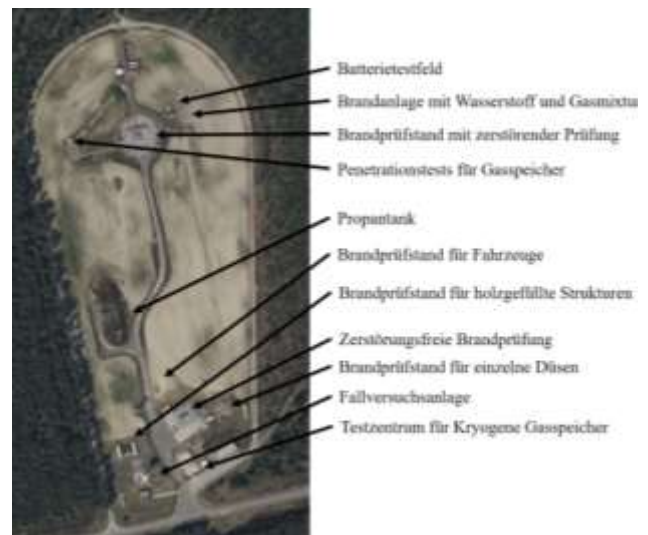 Batterietestfeld
Brandanlage mit Wasserstoff und Gasmixtu
Brandprüfstand mit zerstörender Prüfung
Penetrationstests für Gasspeicher
Propantank
Brandprüfstand für Fahrzeuge
Brandprüfstand für holzgefüllte Strukturen
Zerstörungsfreie Brandprüfung
Brandprüfstand für einzelne Düsen
Fallversuchsanlage
Testzentrum für Kryogene Gasspeicher